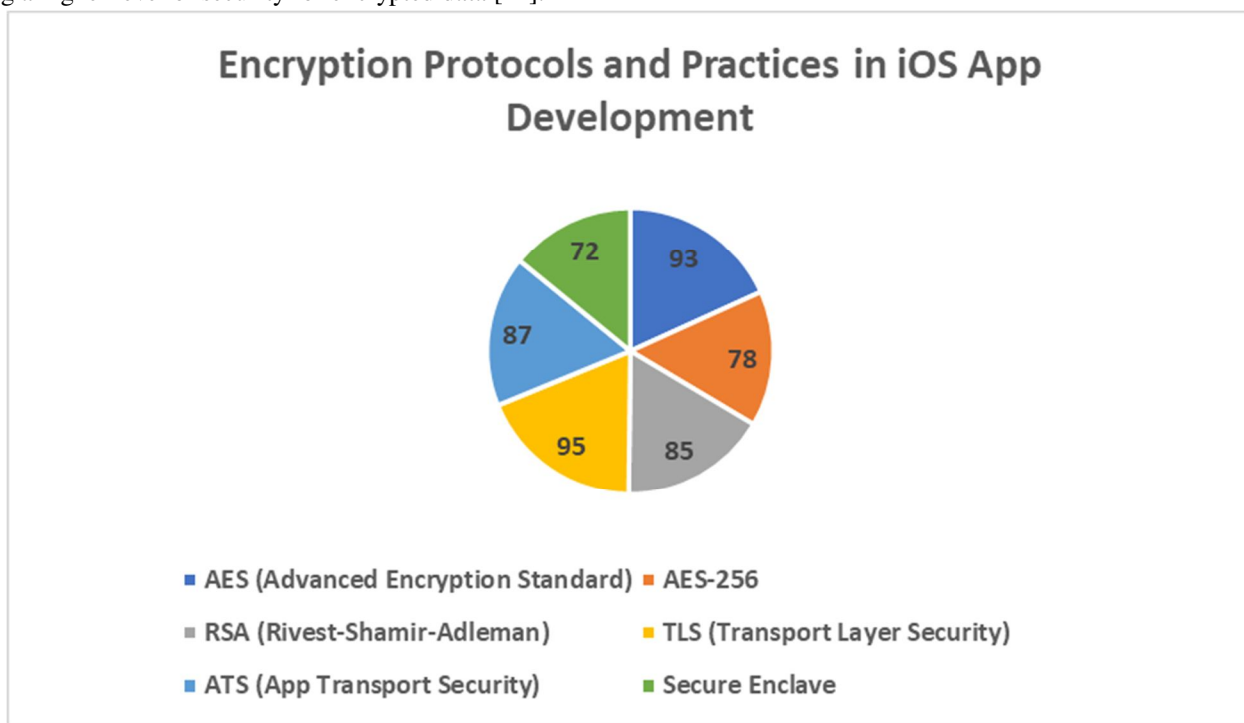 Encryption Protocols and Practices in iOS App
Development
93
78
85
95
87
72
AES (Advanced Encryption Standard) AES-256
RSA (Rivest-Shamir-Adleman) TLS (Transport Layer Security)
ATS (App Transport Security) Secure Enclave